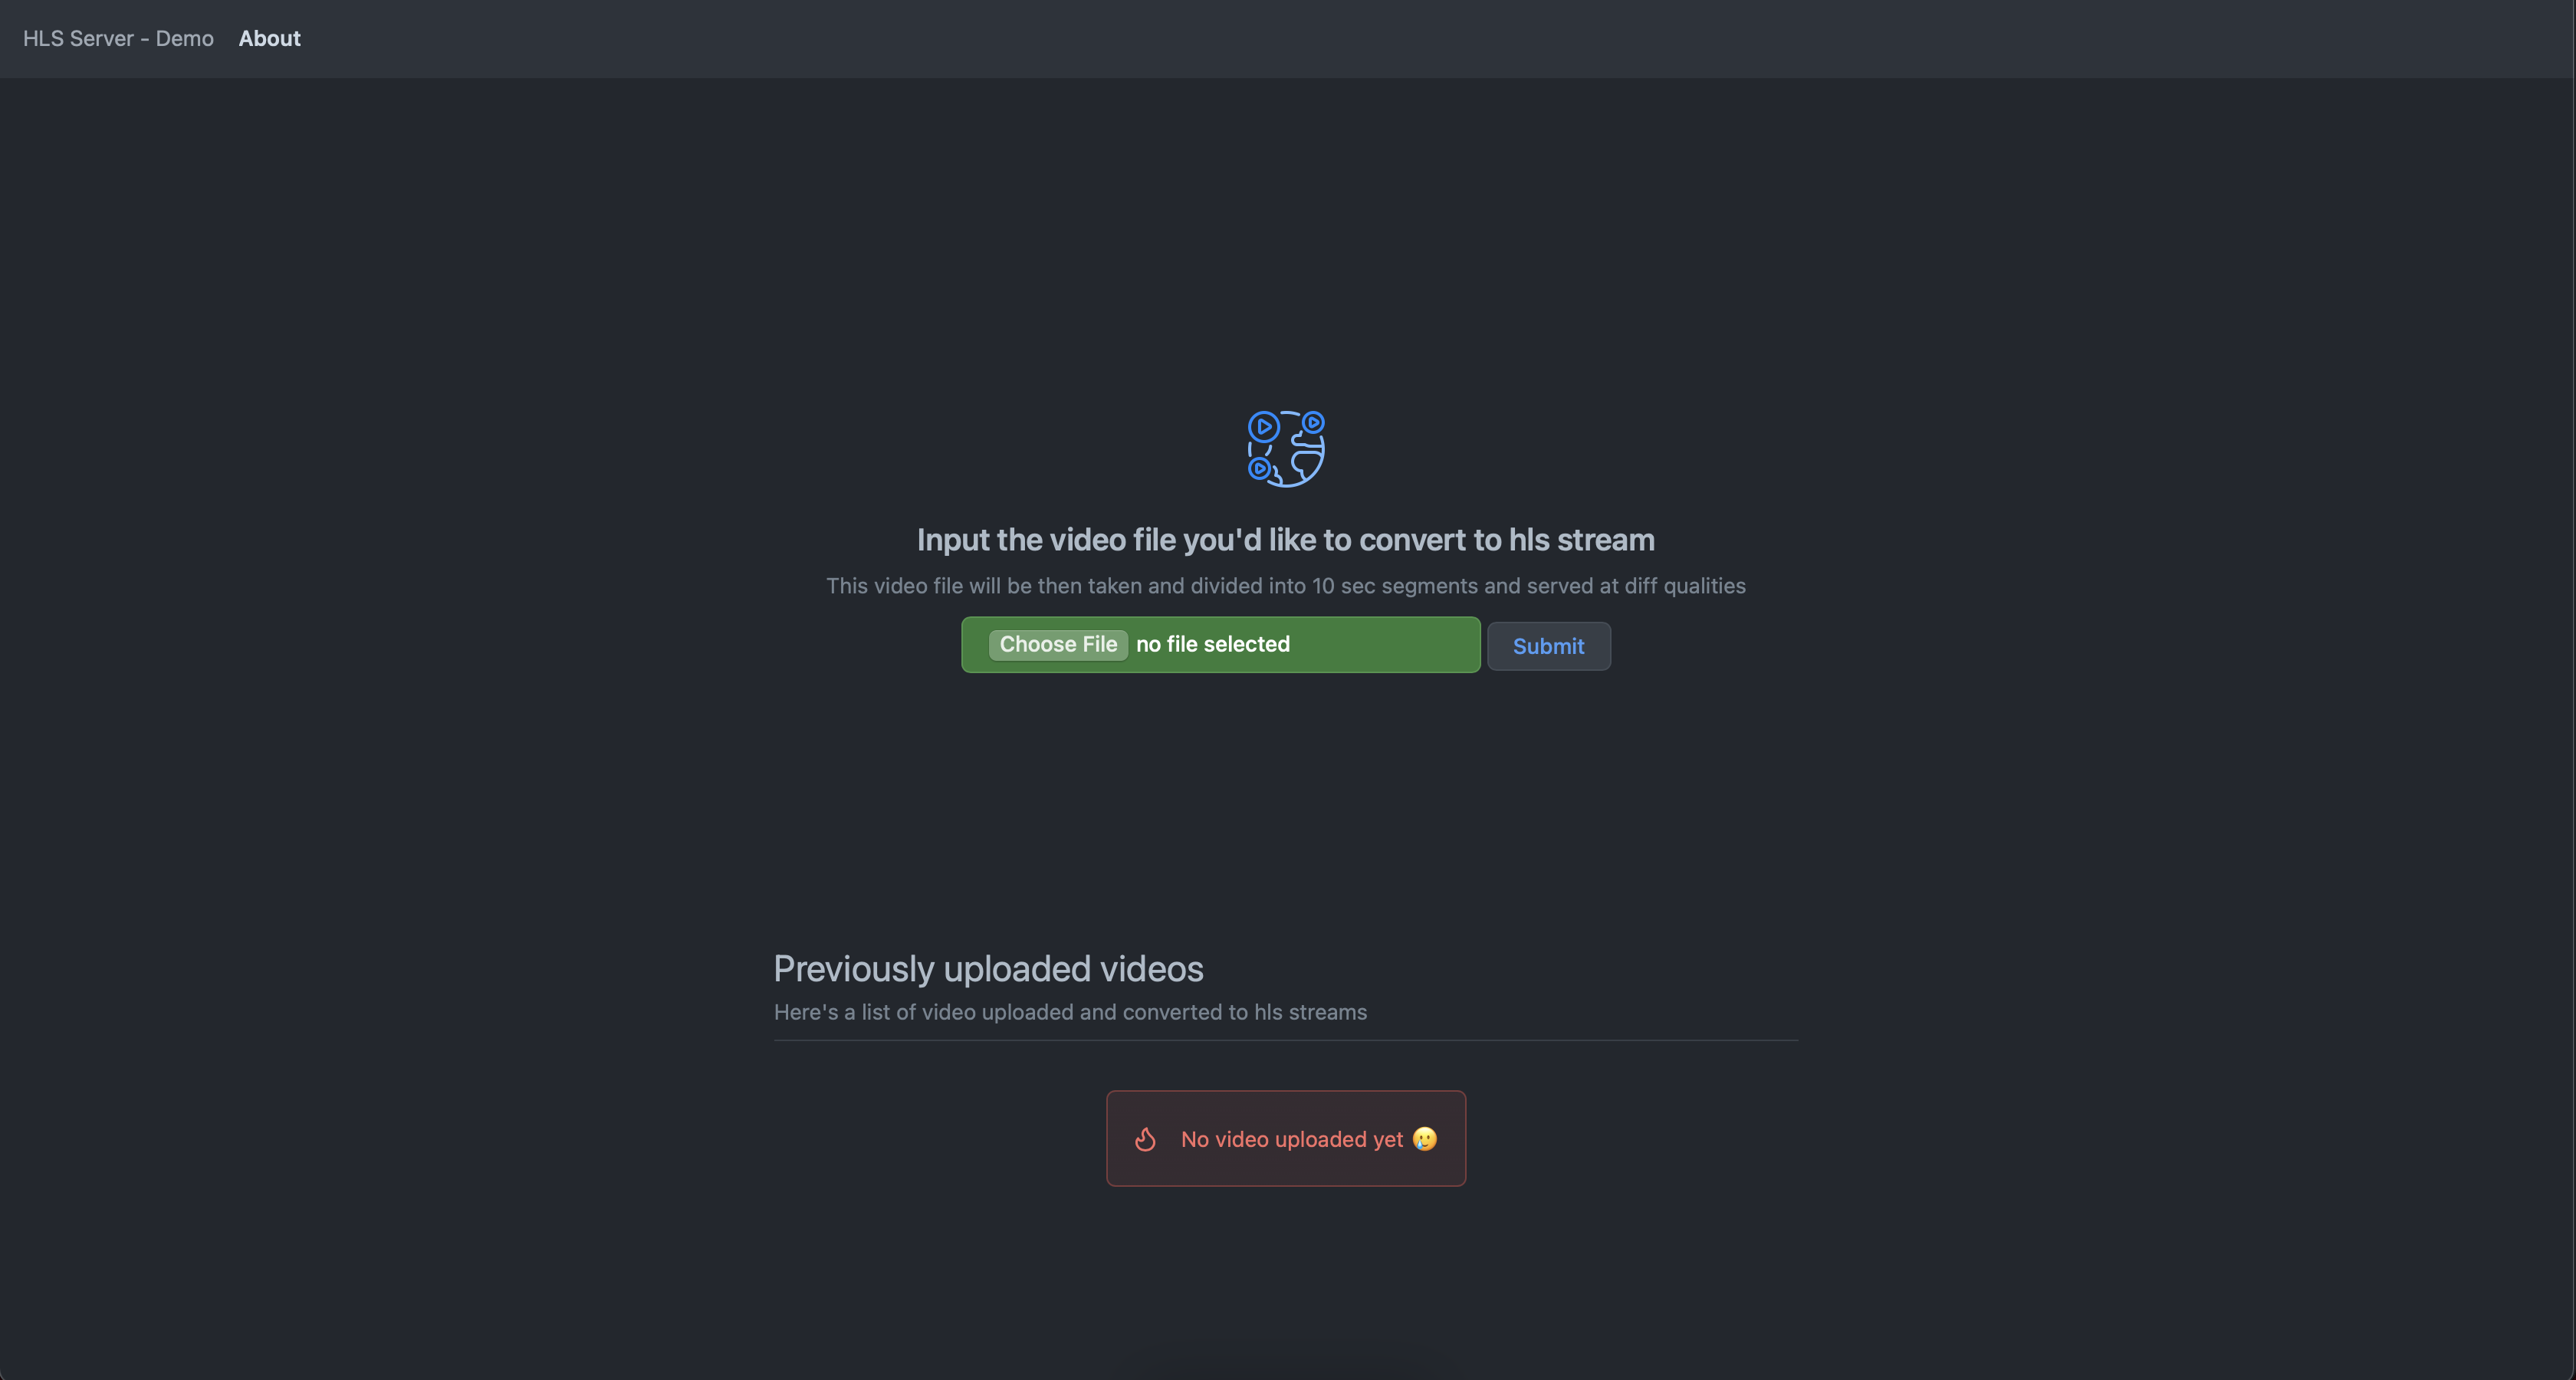 HLS Server - Demo About
Input the video file you'd like to convert to hls stream
This video file will be then taken and divided into 10 sec segments and served at diff qualities
Choose File no file selected Submit
Previously uploaded videos
Here's a list of video uploaded and converted to hls streams
No video uploaded yet 🥲